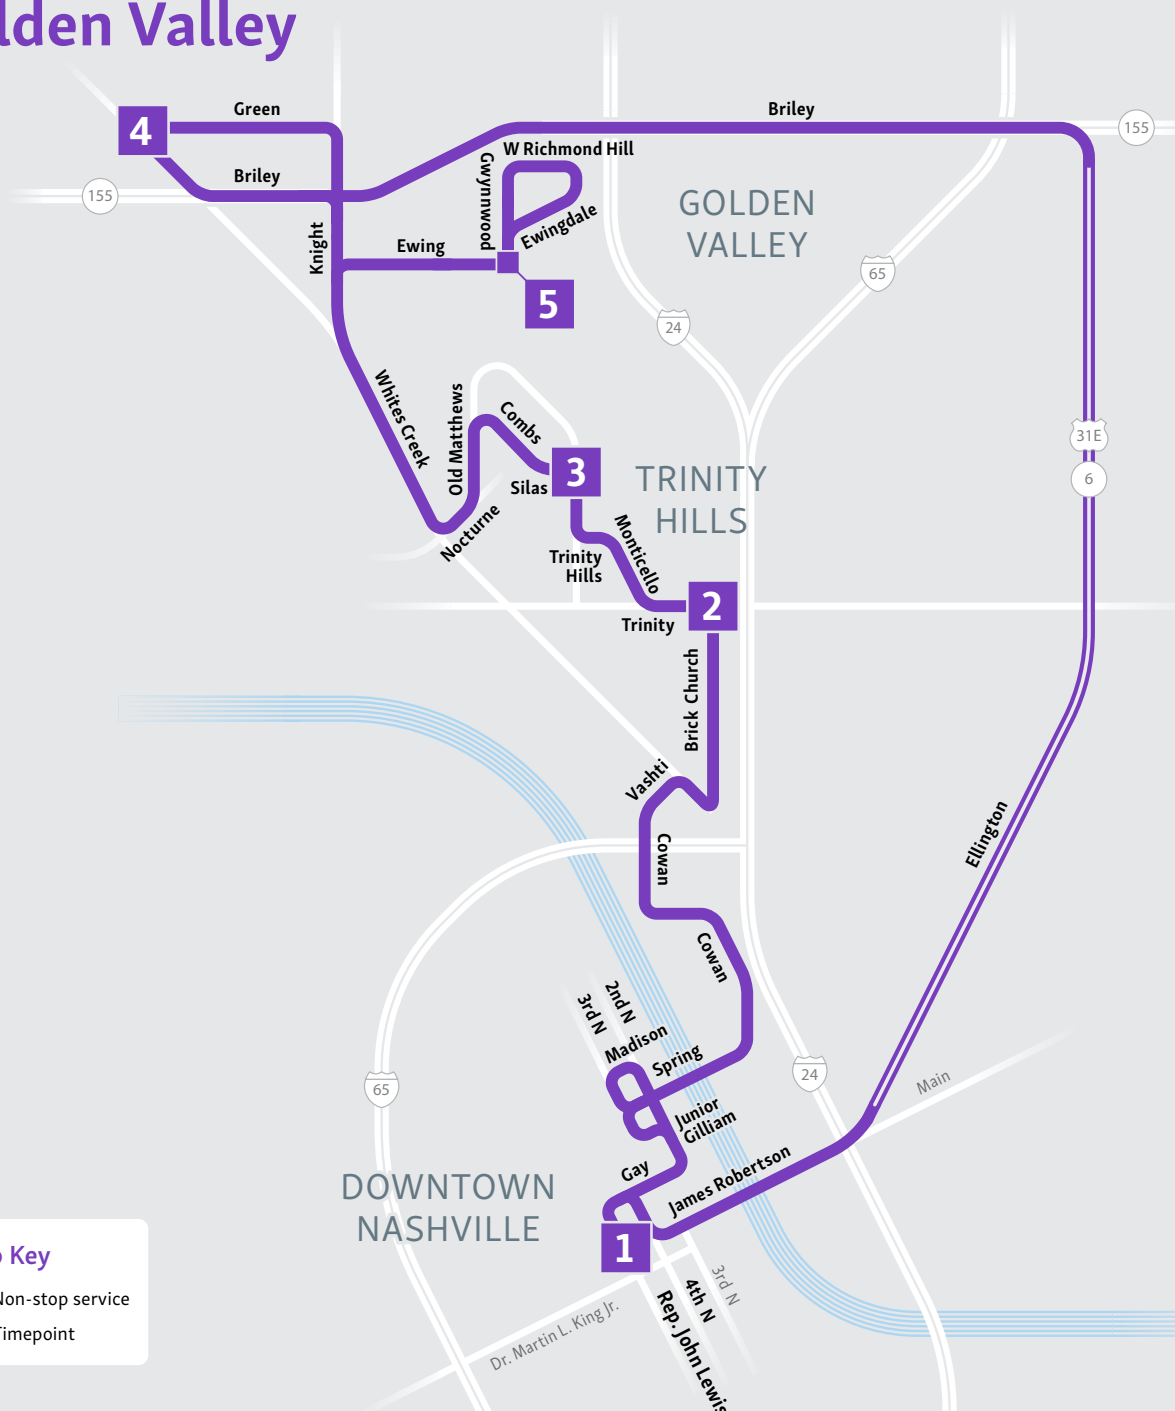 lden Valley
4
Green
Briley
155
W Richmond Hill
155
Briley
Gwynnwood
GOLDEN
VALLEY
Ewingdale
Knight
Ewing
65
5
24
Whites Creek
Old Matthews
Combs
31E
3
TRINITY
HILLS
6
Silas
Nocturne
Monticello
Trinity
Hills
2
Trinity
Brick Church
Vashti
Ellington
Cowan
Cowan
2nd N
3rd N
Madison
Spring
24
Main
65
Junior
Gilliam
Gay
James Robertson
DOWNTOWN
NASHVILLE
1
Key
3rd N
4th N
Non-stop service
Rep. John Lewis
Timepoint
Dr. Martin L. King Jr.